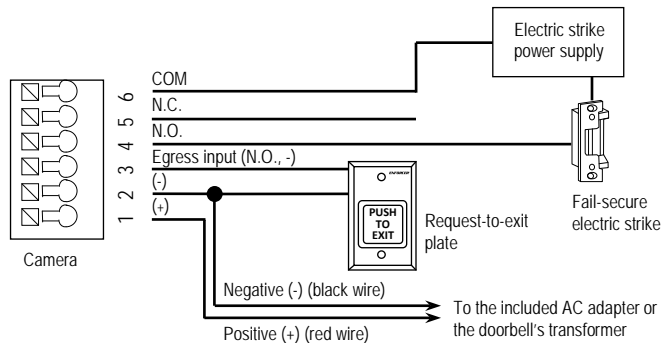 Electric strike
power supply
COM
6
N.C.
5
N.O.
4
Egress input (N.O., -)
3
(-)
2
(+)
1
Camera
ENFORCER
PUSH
TO
EXIT
Request-to-exit
plate
Fail-secure
electric strike
Negative (-) (black wire)
Positive (+) (red wire)
To the included AC adapter or
the doorbell's transformer